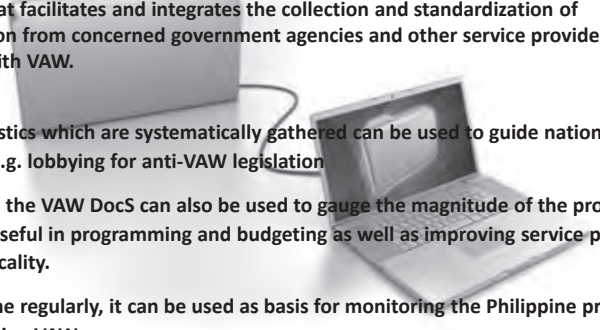 at facilitates and integrates the collection and standardization of
on from concerned government agencies and other service provide
ith VAW.
stics which are systematically gathered can be used to guide nation
.g. lobbying for anti-VAW legislation
the VAW DocS can also be used to gauge the magnitude of the pro
seful in programming and budgeting as well as improving service p
cality.
ne regularly, it can be used as basis for monitoring the Philippine pr